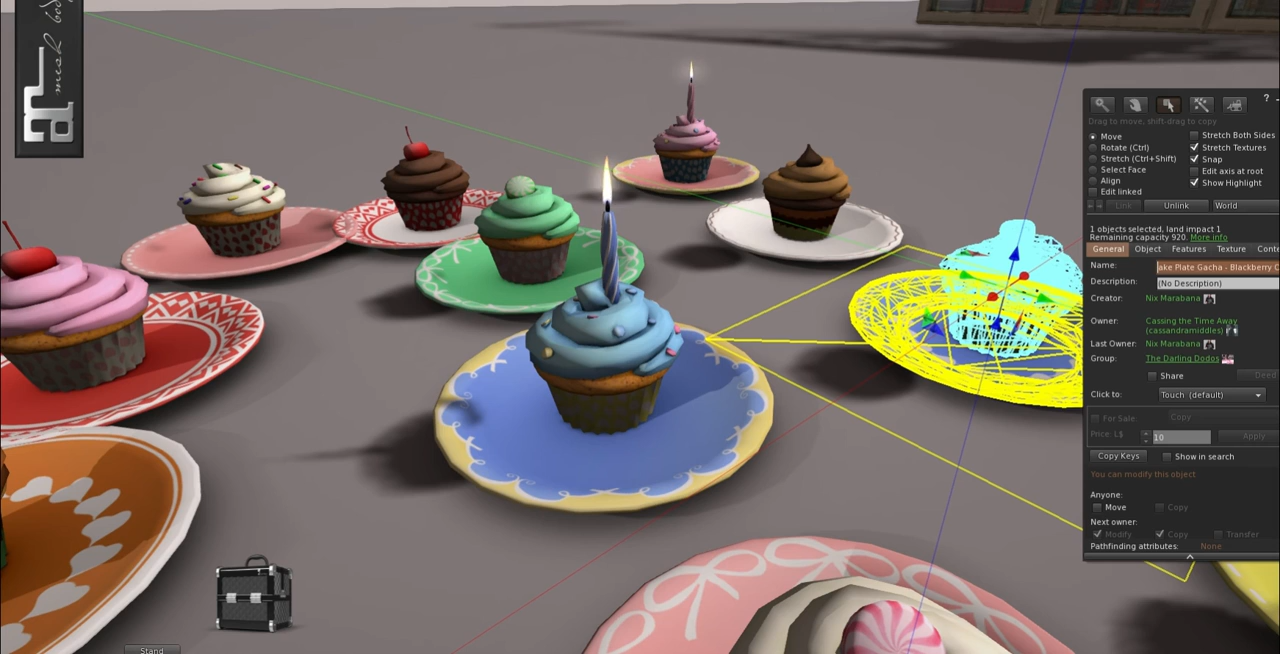 mesh body
?
Drag to move, shift-drag to copy
Move
Stretch Both Sides
Rotate (Ctrl)
Stretch Textures
Stretch (Ctrl+Shift)
Snap
Select Face
Edit axis at root
Align
Show Highlight
Edit linked
Link
Unlink
World
1 objects selected, land impact 1
Remaining capacity 920. More info
General Object Features Texture Conte
Name:
ake Plate Gacha - Blackberry C
Description:
(No Description)
Creator:
Nix Marabana
Owner:
Cassing the Time Away
(cassandramiddles)
Last Owner:
Nix Marabana
Group:
The Darling Dodos
Share
Deed
Click to:
Touch (default)
For Sale:
Copy
Price: L$
10
Apply
Copy Keys
Show in search
You can modify this object
Anyone:
Move
Copy
Next owner:
Modify
Copy
Transfer
Pathfinding attributes:
None
Stand